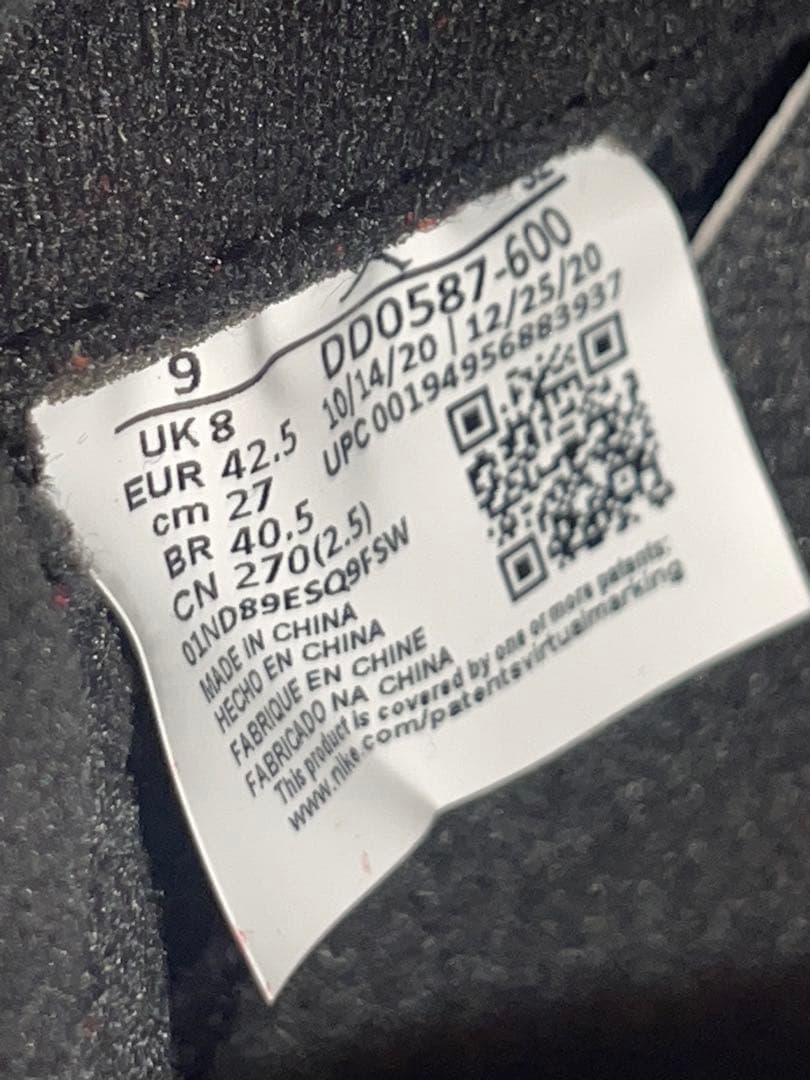 9
UK 8
EUR 42.5
cm 27
BR 40.5
CN 270(2.5)
DD0587-600
10/14/20 | 12/25/20
UPC 00194956883937
01ND89ESQ9FSW
MADE IN CHINA
HECHO EN CHINA
FABRIQUE EN CHINE
FABRICADO NA CHINA
This product is covered by one or more patents:
www.nike.com/patentsvirtualmarking